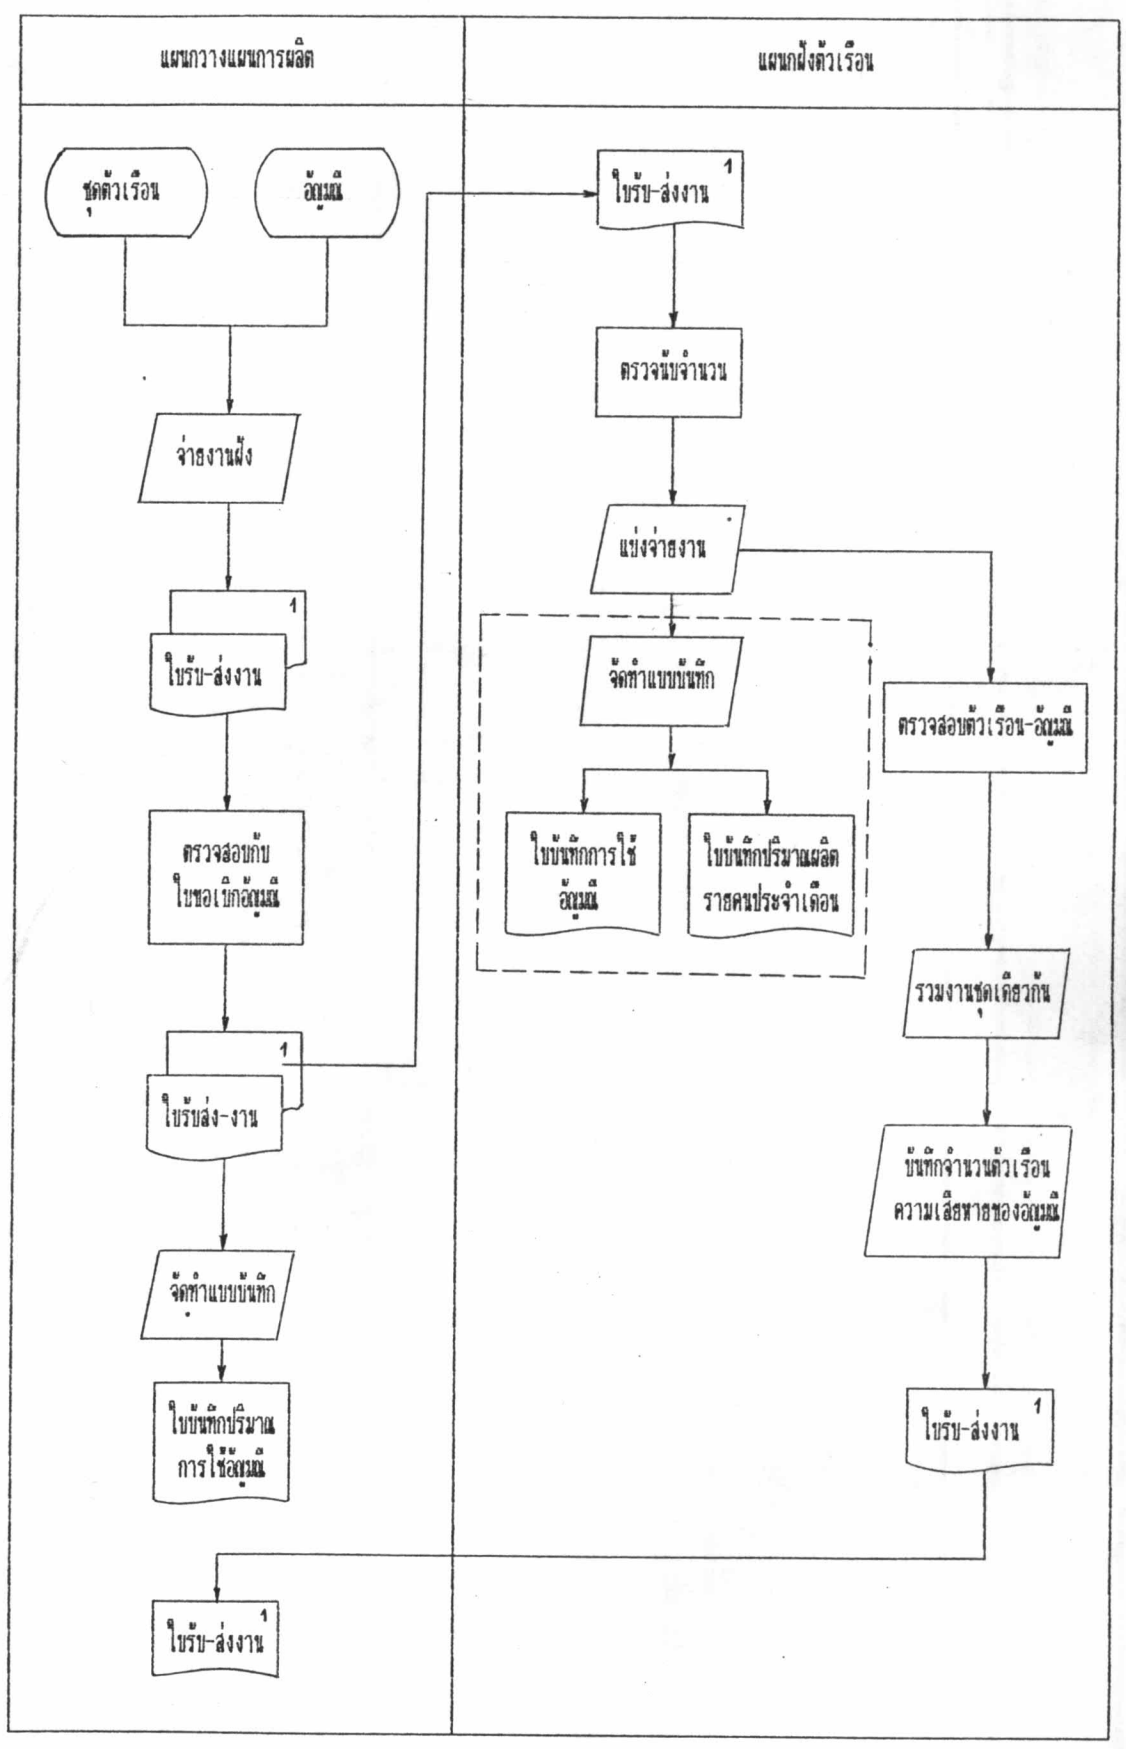 แผนกวางแผนการผลิต
แผนกฝังตัวเรือน
ชุดตัวเรือน
อัญมณี
จ่ายงานฝัง
1
ใบรับ-ส่งงาน
ตรวจสอบกับ
ใบขอเบิกอัญมณี
1
ใบรับส่ง-งาน
จัดทำแบบบันทึก
ใบบันทึกปริมาณ
การใช้อัญมณี
1
ใบรับ-ส่งงาน
1
ใบรับ-ส่งงาน
ตรวจนับจำนวน
แบ่งจ่ายงาน
จัดทำแบบบันทึก
ใบบันทึกการใช้
อัญมณี
ใบบันทึกปริมาณผลิต
รายคนประจำเดือน
ตรวจสอบตัวเรือน-อัญมณี
รวมงานชุดเดียวกัน
บันทึกจำนวนตัวเรือน
ความเสียหายของอัญมณี
1
ใบรับ-ส่งงาน